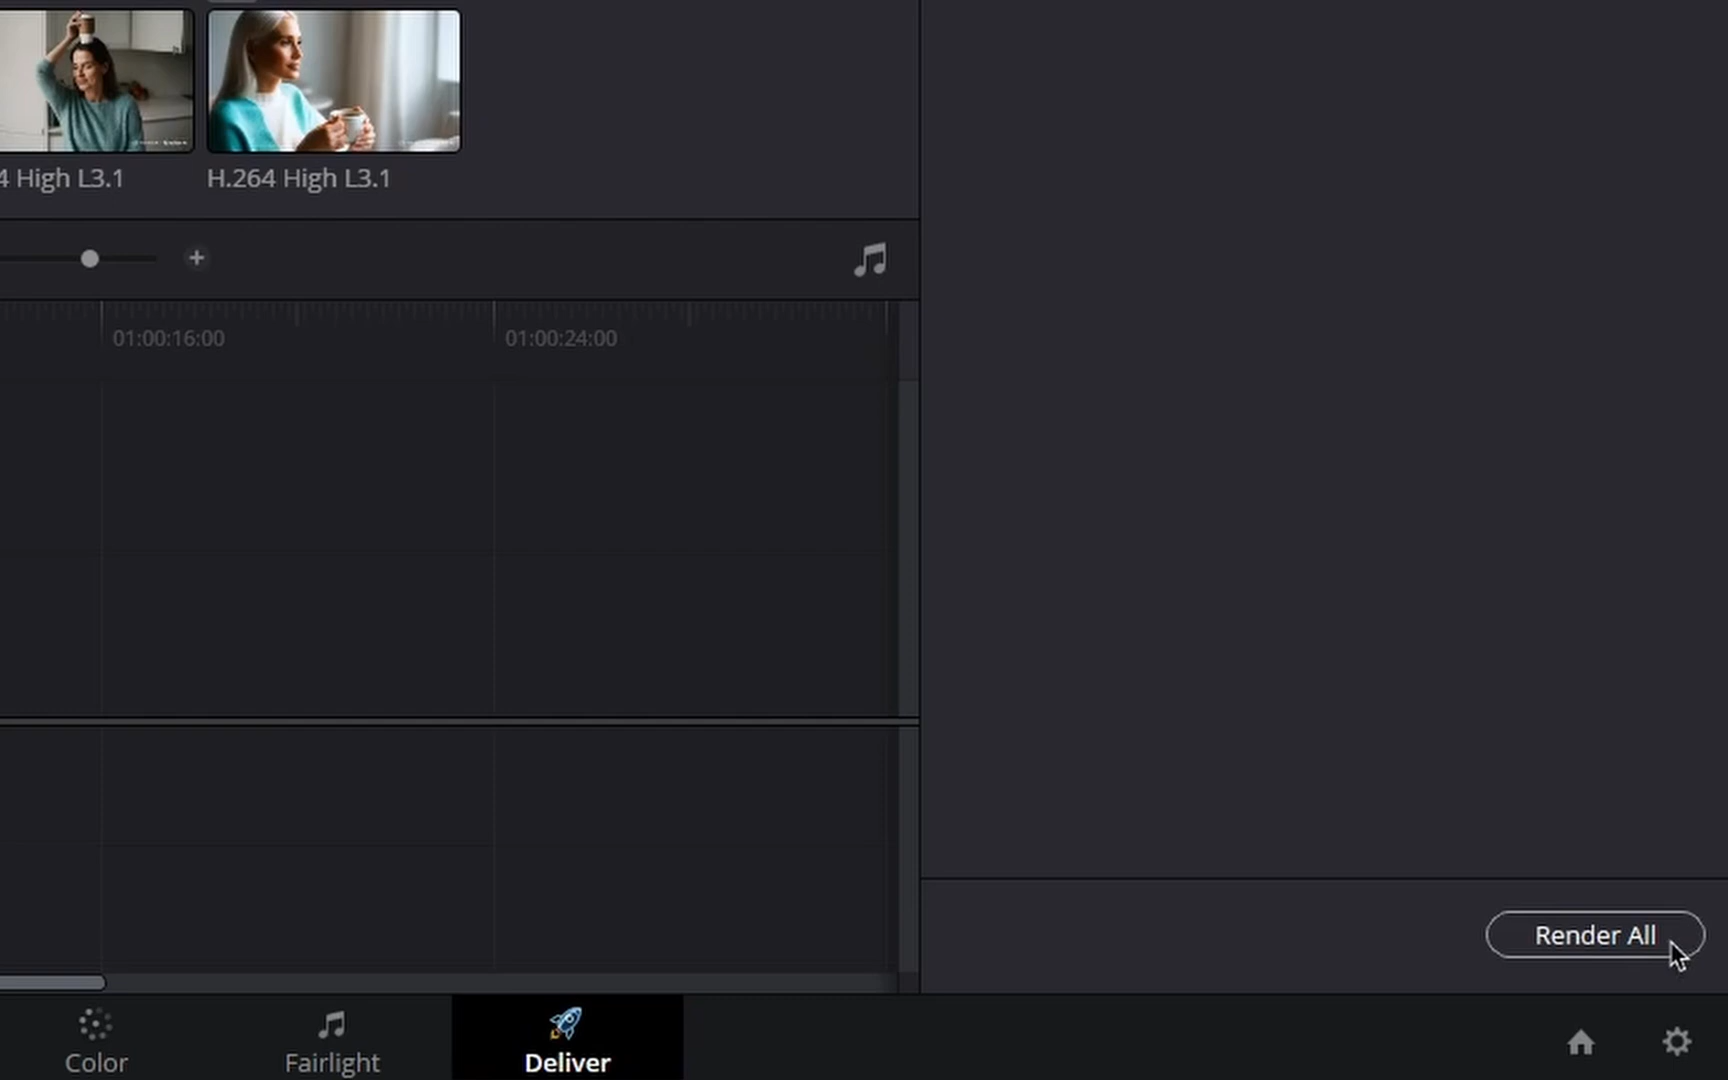 4 High L3.1
H.264 High L3.1
01:00:16:00
01:00:24:00
Render All
Color
Fairlight
Deliver